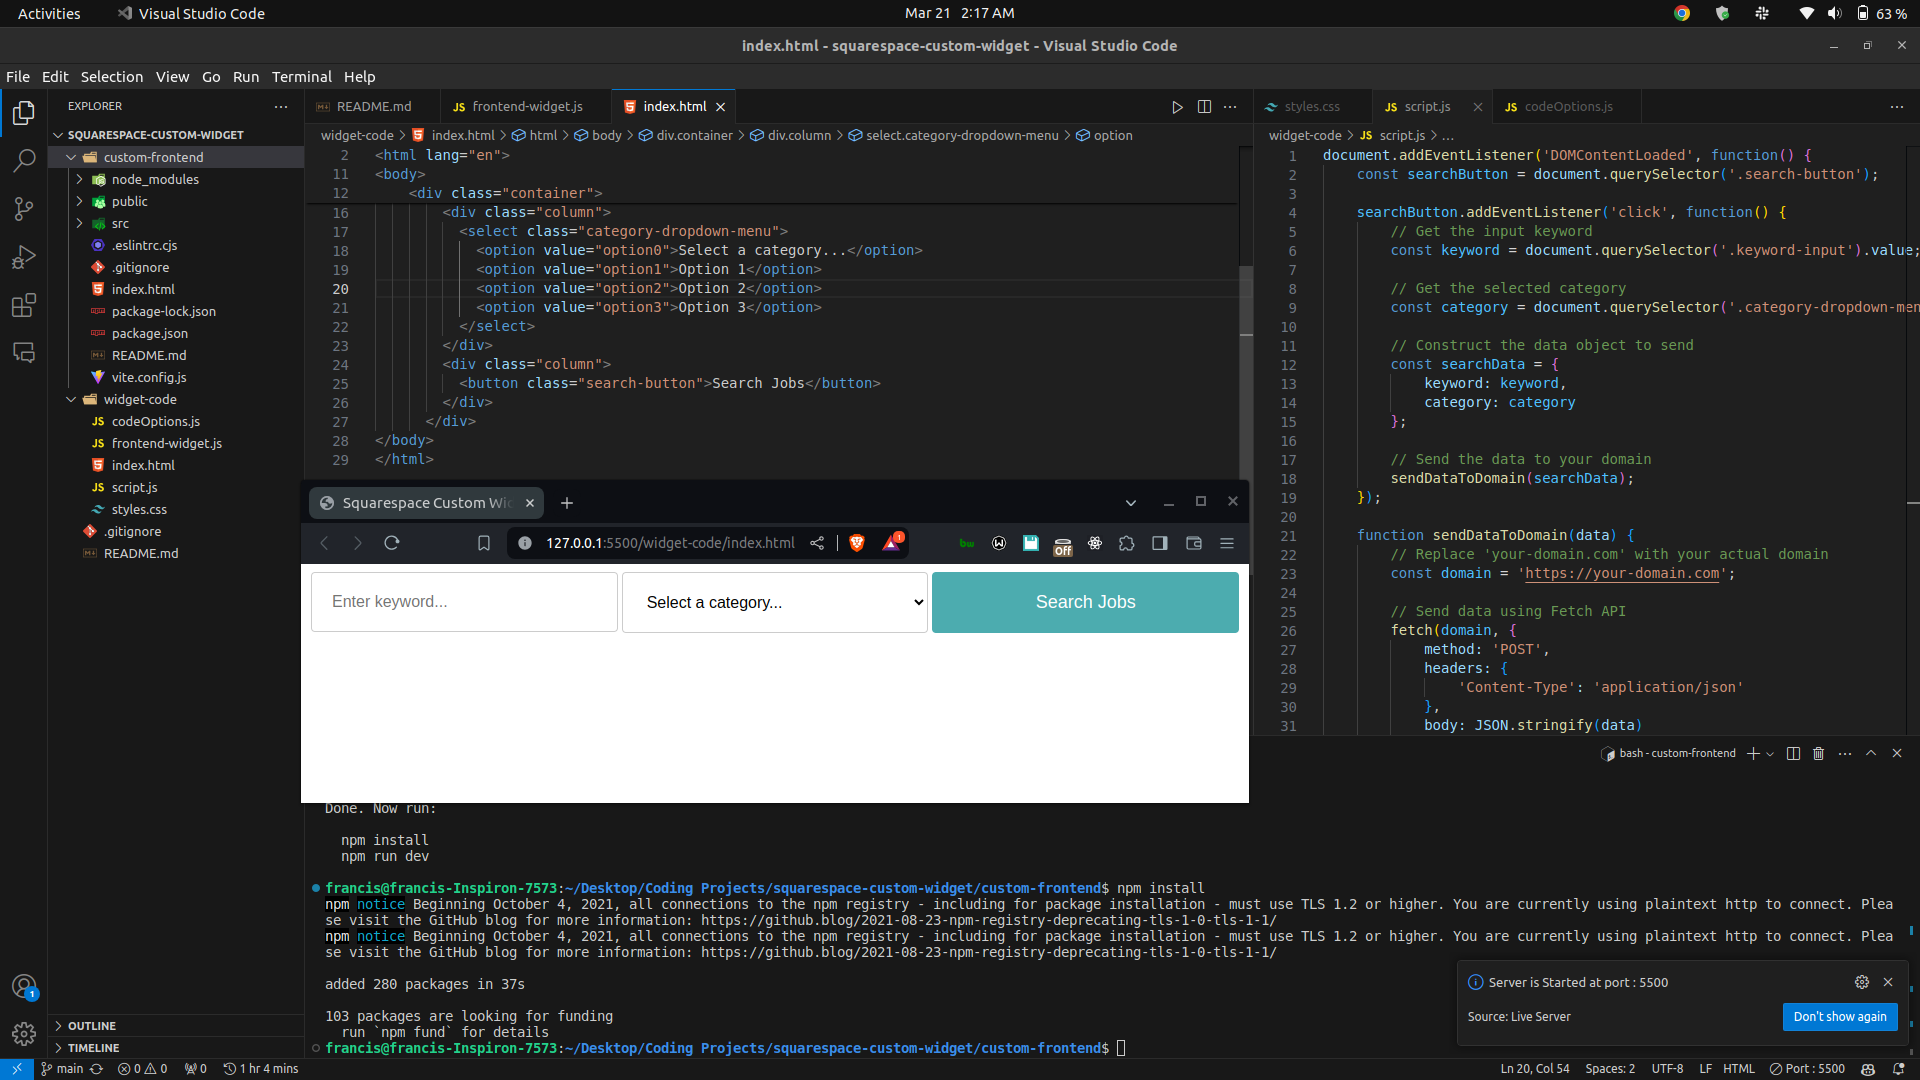 Activities
Visual Studio Code
Mar 21 2:17 AM
63 %
index.html - squarespace-custom-widget - Visual Studio Code
File Edit Selection View Go Run Terminal Help
EXPLORER
SQUARESPACE-CUSTOM-WIDGET
custom-frontend
node_modules
public
src
.eslintrc.cjs
.gitignore
index.html
package-lock.json
package.json
README.md
vite.config.js
widget-code
codeOptions.js
frontend-widget.js
index.html
script.js
styles.css
.gitignore
README.md
OUTLINE
TIMELINE
README.md
JS frontend-widget.js
index.html
widget-code > index.html > html > body > div.container > div.column > select.category-dropdown-menu > option
2 <html lang="en">
11 <body>
12 <div class="container">
16 <div class="column">
17 <select class="category-dropdown-menu">
18 <option value="option0">Select a category...</option>
19 <option value="option1">Option 1</option>
20 <option value="option2">Option 2</option>
21 <option value="option3">Option 3</option>
22 </select>
23 </div>
24 <div class="column">
25 <button class="search-button">Search Jobs</button>
26 </div>
27 </div>
28 </body>
29 </html>
styles.css
JS script.js
JS codeOptions.js
widget-code > JS script.js > ...
1 document.addEventListener('DOMContentLoaded', function() {
2 const searchButton = document.querySelector('.search-button');
3
4 searchButton.addEventListener('click', function() {
5 // Get the input keyword
6 const keyword = document.querySelector('.keyword-input').value;
7
8 // Get the selected category
9 const category = document.querySelector('.category-dropdown-men
10
11 // Construct the data object to send
12 const searchData = {
13 keyword: keyword,
14 category: category
15 };
16
17 // Send the data to your domain
18 sendDataToDomain(searchData);
19 });
20
21 function sendDataToDomain(data) {
22 // Replace 'your-domain.com' with your actual domain
23 const domain = 'https://your-domain.com';
24
25 // Send data using Fetch API
26 fetch(domain, {
27 method: 'POST',
28 headers: {
29 'Content-Type': 'application/json'
30 },
31 body: JSON.stringify(data)
Squarespace Custom Wi
127.0.0.1:5500/widget-code/index.html
1
bw
Off
Enter keyword...
Select a category...
Search Jobs
bash - custom-frontend
Done. Now run:
npm install
npm run dev
francis@francis-Inspiron-7573:~/Desktop/Coding Projects/squarespace-custom-widget/custom-frontend$ npm install
npm notice Beginning October 4, 2021, all connections to the npm registry - including for package installation - must use TLS 1.2 or higher. You are currently using plaintext http to connect. Plea
se visit the GitHub blog for more information: https://github.blog/2021-08-23-npm-registry-deprecating-tls-1-0-tls-1-1/
npm notice Beginning October 4, 2021, all connections to the npm registry - including for package installation - must use TLS 1.2 or higher. You are currently using plaintext http to connect. Plea
se visit the GitHub blog for more information: https://github.blog/2021-08-23-npm-registry-deprecating-tls-1-0-tls-1-1/
added 280 packages in 37s
103 packages are looking for funding
run `npm fund` for details
francis@francis-Inspiron-7573:~/Desktop/Coding Projects/squarespace-custom-widget/custom-frontend$
Server is Started at port : 5500
Source: Live Server
Don't show again
1
main
0 0
0
1 hr 4 mins
Ln 20, Col 54
Spaces: 2
UTF-8
LF
HTML
Port : 5500